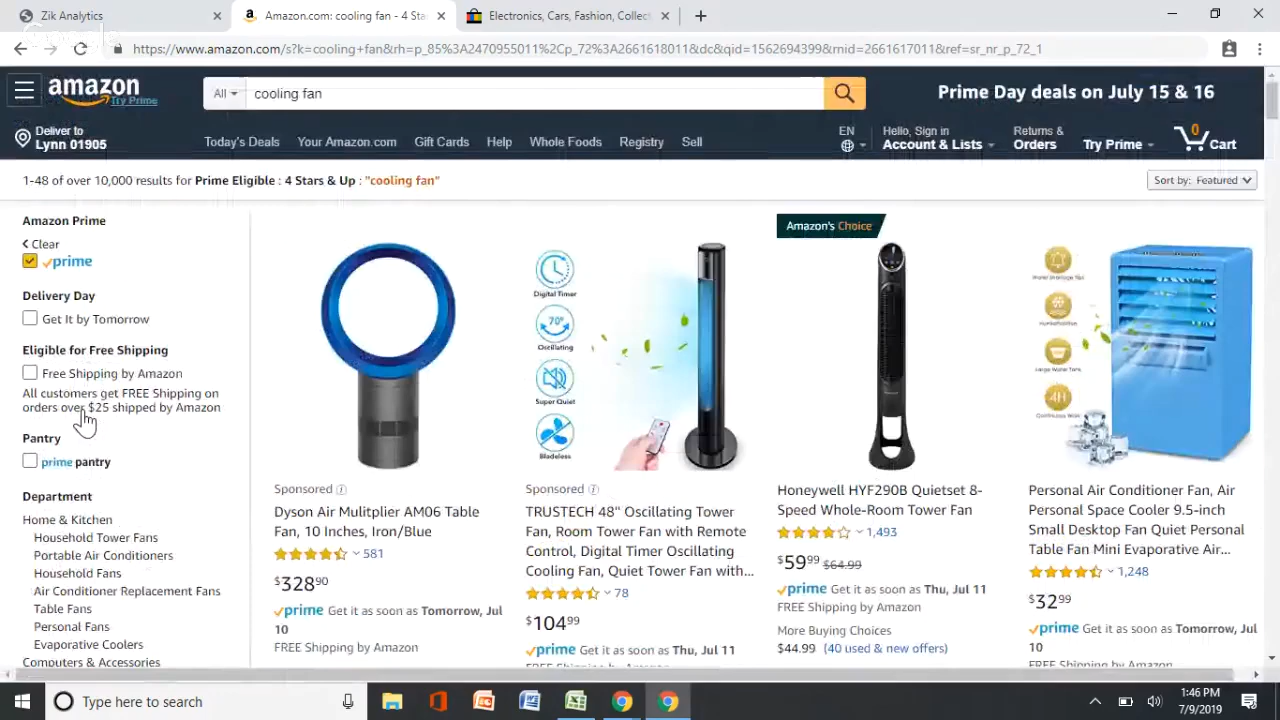 Zik Analytics
Amazon.com: cooling fan - 4 Sta
Electronics, Cars, Fashion, Collect
https://www.amazon.com/s?k=cooling+fan&rh=p_85%3A2470955011%2Cp_72%3A2661618011&dc&qid=1562694399&rnid=2661617011&ref=sr_nr_p_72_1
amazon
Try Prime
All
cooling fan
Prime Day deals on July 15 & 16
Deliver to
Lynn 01905
Today's Deals
Your Amazon.com
Gift Cards
Help
Whole Foods
Registry
Sell
EN
Hello, Sign in
Account & Lists
Returns &
Orders
Try Prime
0
Cart
1-48 of over 10,000 results for Prime Eligible : 4 Stars & Up : "cooling fan"
Sort by: Featured
Amazon Prime
Clear
prime
Delivery Day
Get It by Tomorrow
Eligible for Free Shipping
Free Shipping by Amazon
All customers get FREE Shipping on
orders over $25 shipped by Amazon
Pantry
prime pantry
Department
Home & Kitchen
Household Tower Fans
Portable Air Conditioners
Household Fans
Air Conditioner Replacement Fans
Table Fans
Personal Fans
Evaporative Coolers
Computers & Accessories
Sponsored
Dyson Air Mulitplier AM06 Table
Fan, 10 Inches, Iron/Blue
581
$328 90
prime Get it as soon as Tomorrow, Jul
10
FREE Shipping by Amazon
Digital Timer
70°
Oscillating
Super Quiet
Bladeless
Sponsored
TRUSTECH 48" Oscillating Tower
Fan, Room Tower Fan with Remote
Control, Digital Timer Oscillating
Cooling Fan, Quiet Tower Fan with...
78
$104 99
prime Get it as soon as Thu, Jul 11
FREE Shipping by Amazon
Amazon's Choice
Honeywell HYF290B Quietset 8-
Speed Whole-Room Tower Fan
1,493
$59 99 $64.99
prime Get it as soon as Thu, Jul 11
FREE Shipping by Amazon
More Buying Choices
$44.99 (40 used & new offers)
Humidification
Large Water Tank
Personal Air Conditioner Fan, Air
Personal Space Cooler 9.5-inch
Small Desktop Fan Quiet Personal
Table Fan Mini Evaporative Air...
1,248
$32 99
prime Get it as soon as Tomorrow, Jul
10
FREE Shipping by Amazon
Type here to search
1:46 PM
7/9/2019